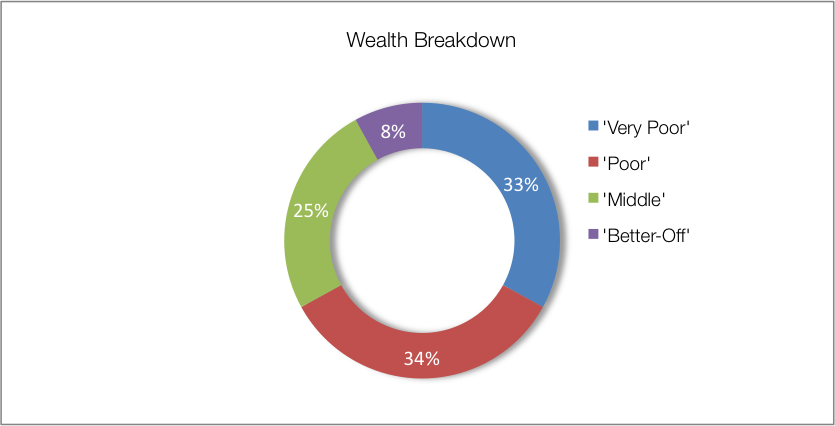 Wealth Breakdown
8%
33%
25%
34%
'Very Poor'
'Poor'
'Middle'
'Better-Off'